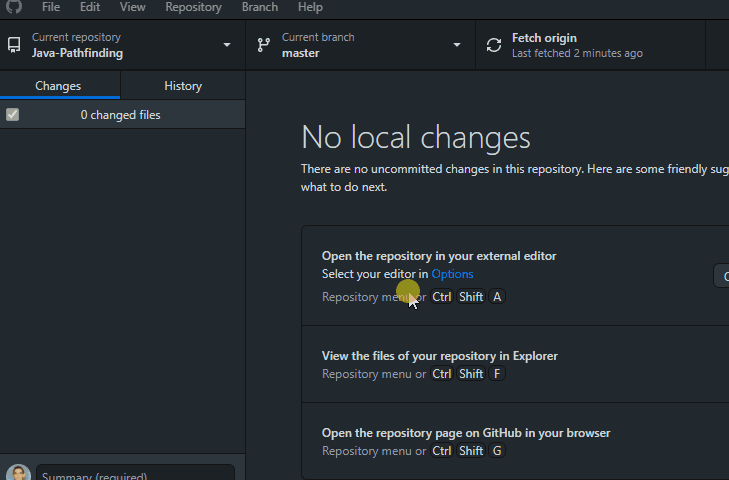 File Edit View Repository Branch Help
Current repository
Java-Pathfinding
Current branch
master
Fetch origin
Last fetched 2 minutes ago
Changes
History
0 changed files
No local changes
There are no uncommitted changes in this repository. Here are some friendly
what to do next.
Open the repository in your external editor
Select your editor in Options
Repository menu or Ctrl Shift A
View the files of your repository in Explorer
Repository menu or Ctrl Shift F
Open the repository page on GitHub in your browser
Repository menu or Ctrl Shift G
Summary (required)